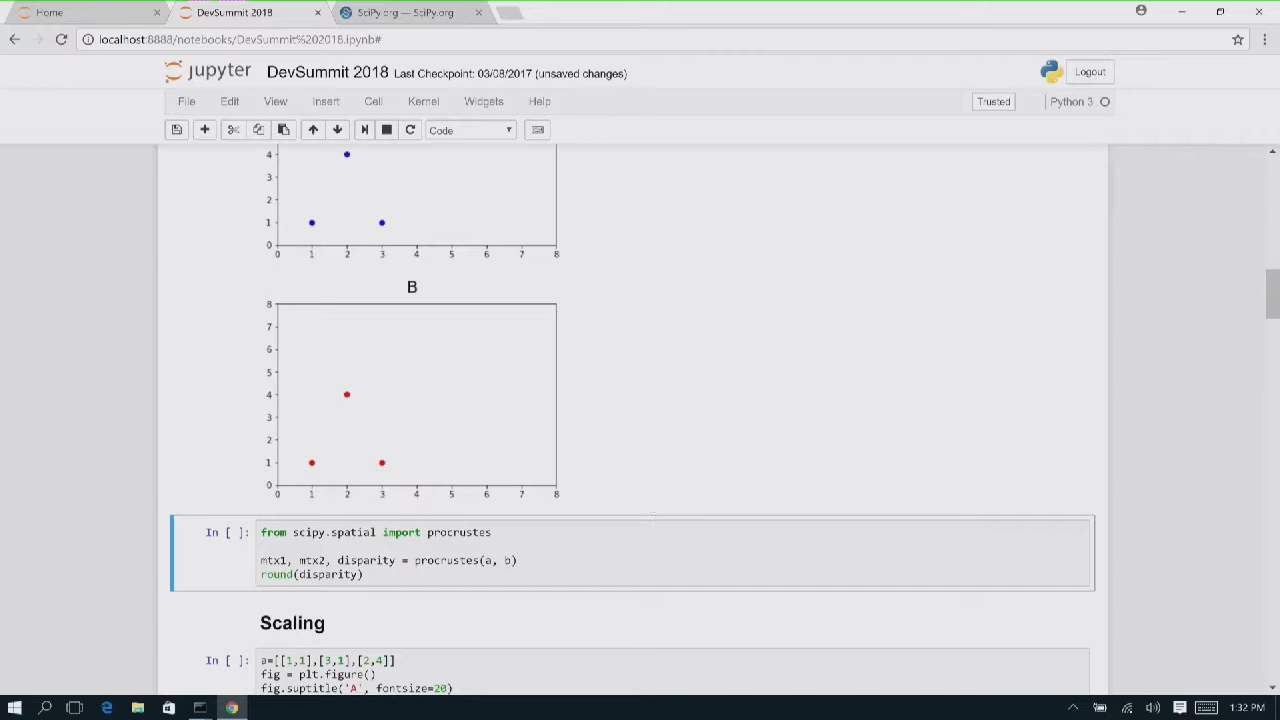 Home
DevSummit 2018
SciPy.org — SciPy.org
localhost:8888/notebooks/DevSummit%202018.ipynb#
jupyter DevSummit 2018 Last Checkpoint: 03/08/2017 (unsaved changes)
Logout
File Edit View Insert Cell Kernel Widgets Help
Trusted
Python 3
Code
4
3
2
1
0
0 1 2 3 4 5 6 7 8
B
8
7
6
5
4
3
2
1
0
0 1 2 3 4 5 6 7 8
In [ ]: from scipy.spatial import procrustes
mtx1, mtx2, disparity = procrustes(a, b)
round(disparity)
Scaling
In [ ]: a=[[1,1],[3,1],[2,4]]
fig = plt.figure()
fig.suptitle('A', fontsize=20)
1:32 PM